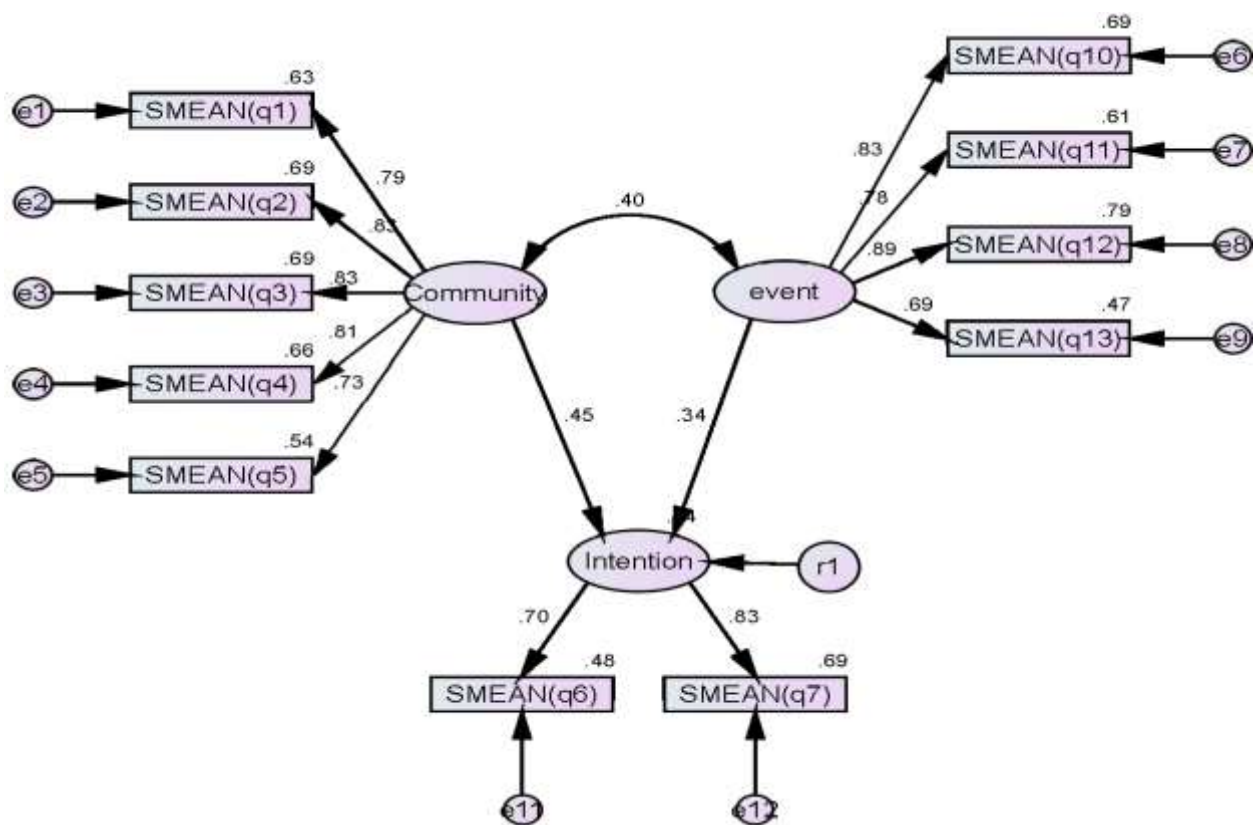 .63
e1
SMEAN(q1)
.79
.69
e2
SMEAN(q2)
.83
.69
e3
SMEAN(q3)
.83
.81
.66
e4
SMEAN(q4)
.73
.54
e5
SMEAN(q5)
Community
.40
event
.69
SMEAN(q10)
e6
.83
.61
SMEAN(q11)
e7
.78
.79
SMEAN(q12)
e8
.89
.69
.47
SMEAN(q13)
e9
.45
.34
Intention
r1
.70
.83
.48
SMEAN(q6)
.69
SMEAN(q7)
e11
e12